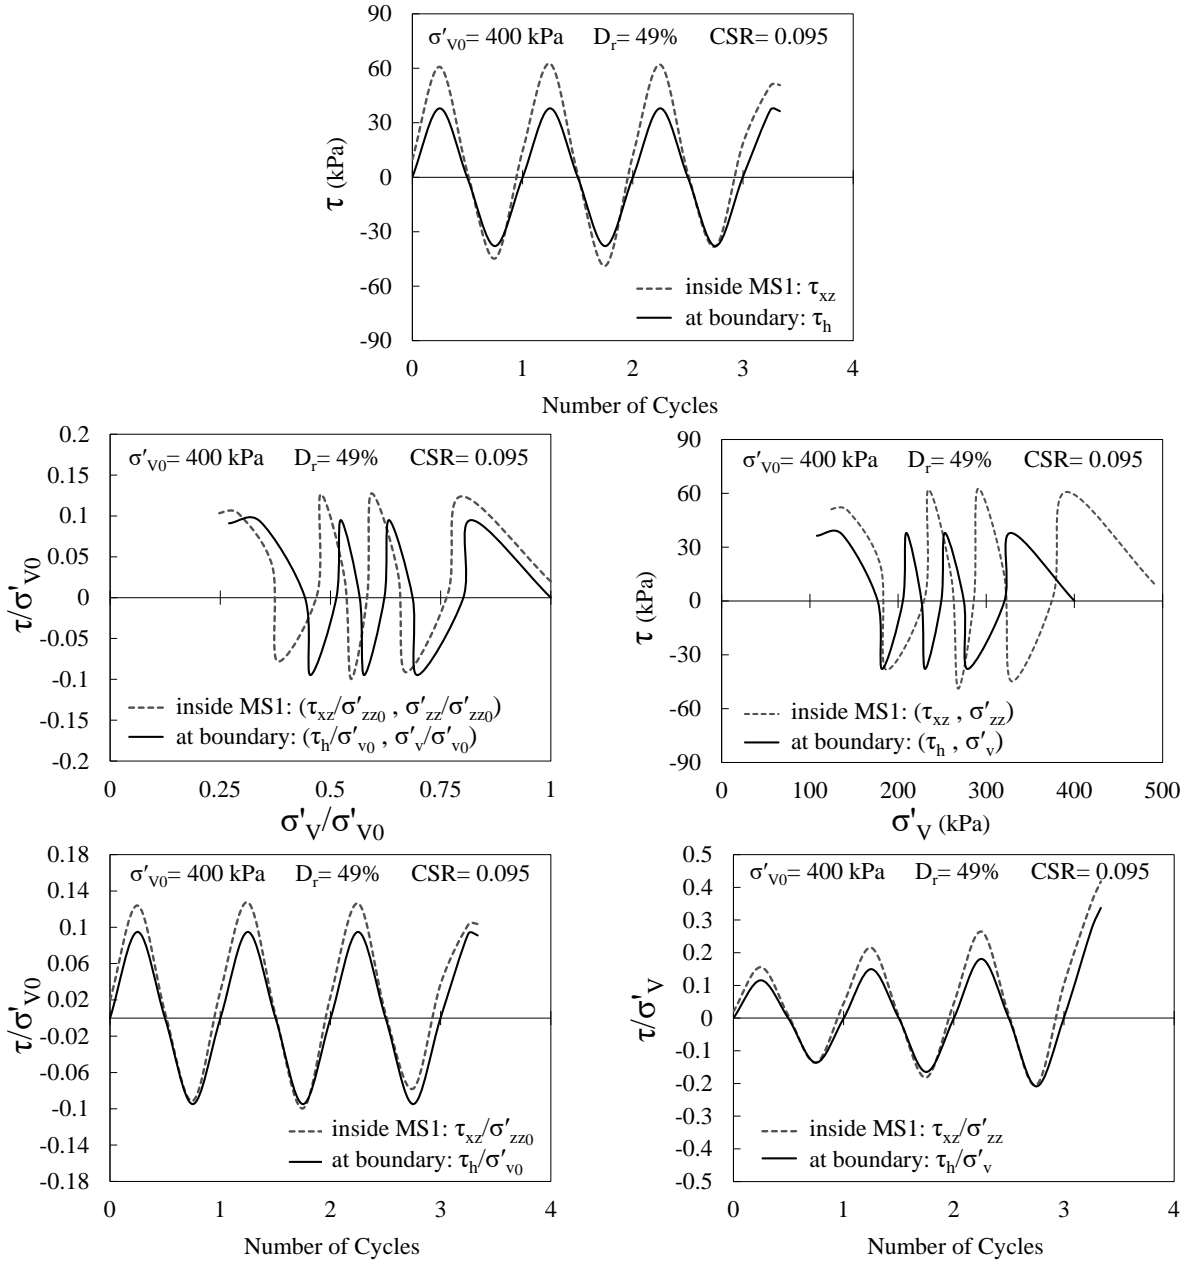 90
60
30
0
-30
-60
-90
τ (kPa)
σ'V0= 400 kPa Dr= 49% CSR= 0.095
inside MS1: τxz
at boundary: τh
0 1 2 3 4
Number of Cycles
0.2
0.15
0.1
0.05
0
-0.05
-0.1
-0.15
-0.2
τ/σ'V0
σ'V0= 400 kPa Dr= 49% CSR= 0.095
inside MS1: (τxz/σ'zz0 , σ'zz/σ'zz0)
at boundary: (τh/σ'v0 , σ'v/σ'v0)
0 0.25 0.5 0.75 1
σ'V/σ'V0
90
60
30
0
-30
-60
-90
τ (kPa)
σ'V0= 400 kPa Dr= 49% CSR= 0.095
inside MS1: (τxz , σ'zz)
at boundary: (τh , σ'v)
0 100 200 300 400 500
σ'V (kPa)
0.18
0.14
0.1
0.06
0.02
-0.02
-0.06
-0.1
-0.14
-0.18
τ/σ'V0
σ'V0= 400 kPa Dr= 49% CSR= 0.095
inside MS1: τxz/σ'zz0
at boundary: τh/σ'v0
0 1 2 3 4
Number of Cycles
0.5
0.4
0.3
0.2
0.1
0
-0.1
-0.2
-0.3
-0.4
-0.5
τ/σ'V
σ'V0= 400 kPa Dr= 49% CSR= 0.095
inside MS1: τxz/σ'zz
at boundary: τh/σ'v
0 1 2 3 4
Number of Cycles